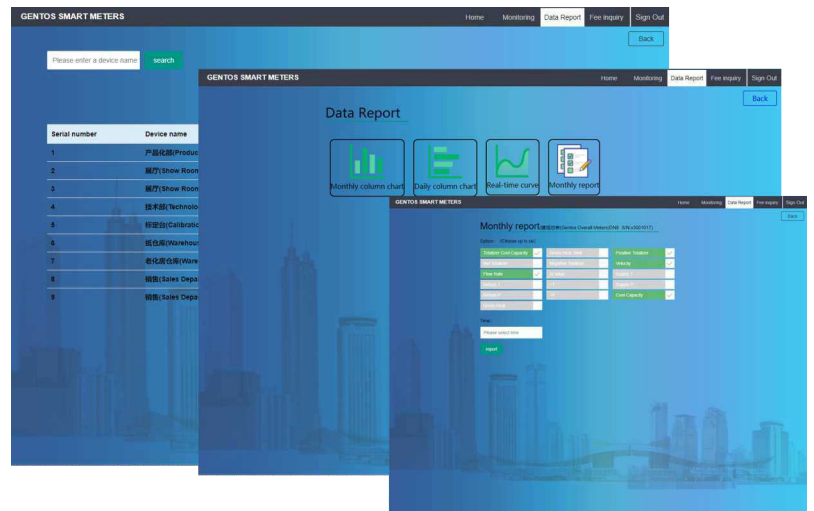 GENTOS SMART METERS
Home Monitoring Data Report Fee inquiry Sign Out
Back
Please enter a device name search
Serial number Device name
1 产品化部(Produc
2 展厅(Show Room
3 展厅(Show Room
4 技术部(Technolo
5 标定台(Calibratio
6 低仓库(Warehous
7 老化房仓库(Ware
8 销售(Sales Depa
9 销售(Sales Depa
GENTOS SMART METERS
Home Monitoring Data Report Fee inquiry Sign Out
Back
Data Report
Monthly column chart Daily column chart Real-time curve Monthly report
GENTOS SMART METERS
Home Monitoring Data Report Fee inquiry Sign Out
Back
Monthly report
Totalizer Cool Capacity Positive Totalizer
Velocity
Flow Rate
Cool Capacity
Time:
Please select time
report